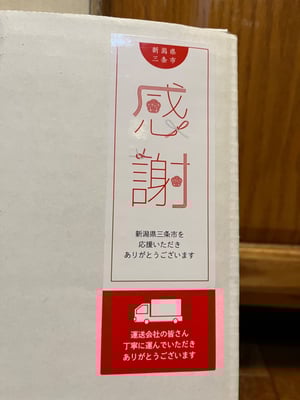 新潟県
三条市
感
謝
新潟県三条市を
応援いただき
ありがとうございます
運送会社の皆さん
丁寧に運んでいただき
ありがとうございます